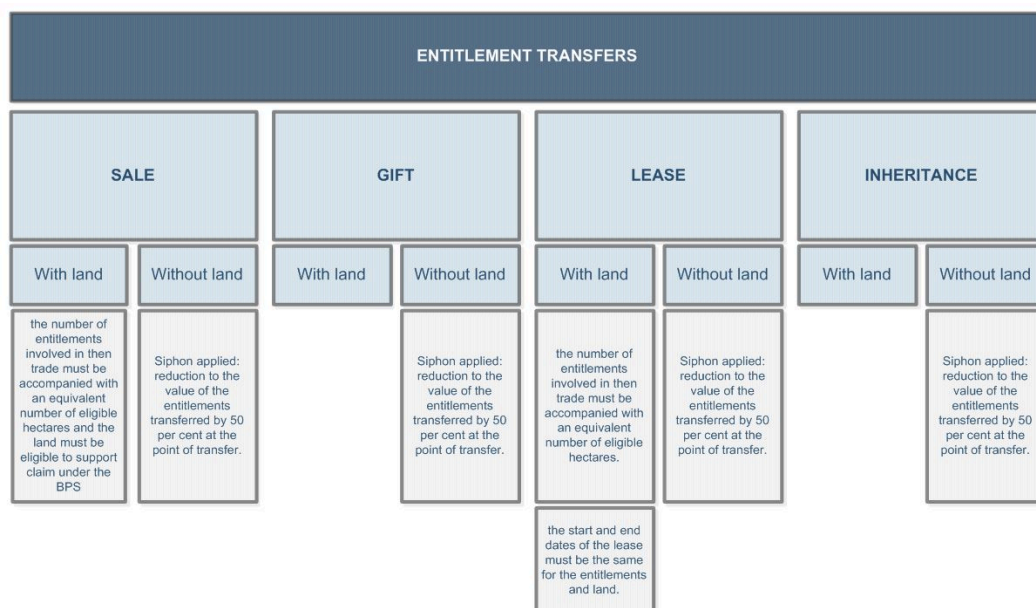 ENTITLEMENT TRANSFERS
SALE
GIFT
LEASE
INHERITANCE
With land
Without land
With land
Without land
With land
Without land
With land
Without land
the number of
entitlements
involved in then
trade must be
accompanied with
an equivalent
number of eligible
hectares and the
land must be
eligible to support
claim under the
BPS
Siphon applied:
reduction to the
value of the
entitlements
transferred by 50
per cent at the
point of transfer.
Siphon applied:
reduction to the
value of the
entitlements
transferred by 50
per cent at the
point of transfer.
the number of
entitlements
involved in then
trade must be
accompanied with
an equivalent
number of eligible
hectares.
Siphon applied:
reduction to the
value of the
entitlements
transferred by 50
per cent at the
point of transfer.
Siphon applied:
reduction to the
value of the
entitlements
transferred by 50
per cent at the
point of transfer.
the start and end
dates of the lease
must be the same
for the entitlements
and land.